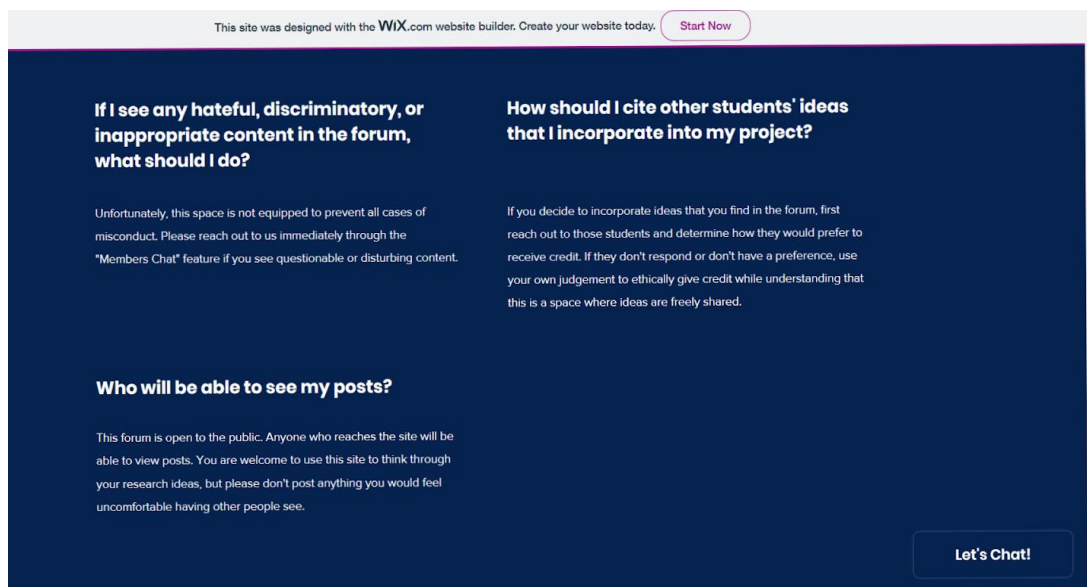 This site was designed with the WiX.com website builder. Create your website today. Start Now
If I see any hateful, discriminatory, or
inappropriate content in the forum,
what should I do?
Unfortunately, this space is not equipped to prevent all cases of
misconduct. Please reach out to us immediately through the
"Members Chat" feature if you see questionable or disturbing content.
How should I cite other students' ideas
that I incorporate into my project?
If you decide to incorporate ideas that you find in the forum, first
reach out to those students and determine how they would prefer to
receive credit. If they don't respond or don't have a preference, use
your own judgement to ethically give credit while understanding that
this is a space where ideas are freely shared.
Who will be able to see my posts?
This forum is open to the public. Anyone who reaches the site will be
able to view posts. You are welcome to use this site to think through
your research ideas, but please don't post anything you would feel
uncomfortable having other people see.
Let's Chat!